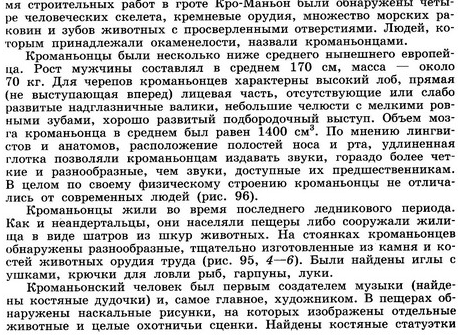 мя строительных работ в гроте Кро-Маньон были обнаружены четы-
ре человеческих скелета, кремневые орудия, множество морских ра-
ковин и зубов животных с просверленными отверстиями. Людей, ко-
торым принадлежали окаменелости, назвали кроманьонцами.
Кроманьонцы были несколько ниже среднего нынешнего европей-
ца. Рост мужчины составлял в среднем 170 см, масса — около
70 кг. Для черепов кроманьонцев характерны высокий лоб, прямая
(не выступающая вперед) лицевая часть, отсутствующие или слабо
развитые надглазничные валики, небольшие челюсти с мелкими ров-
ными зубами, хорошо развитый подбородочный выступ. Объем моз-
га кроманьонца в среднем был равен 1400 см³. По мнению лингви-
стов и анатомов, расположение полостей носа и рта, удлиненная
глотка позволяли кроманьонцам издавать звуки, гораздо более чет-
кие и разнообразные, чем звуки, доступные их предшественникам.
В целом по своему физическому строению кроманьонцы не отлича-
лись от современных людей (рис. 96).
Кроманьонцы жили во время последнего ледникового периода.
Как и неандертальцы, они населяли пещеры либо сооружали жили-
ща в виде шатров из шкур животных. На стоянках кроманьонцев
обнаружены разнообразные, тщательно изготовленные из камня и ко-
стей животных орудия труда (рис. 95, 4—6). Были найдены иглы с
ушками, крючки для ловли рыб, гарпуны, луки.
Кроманьонский человек был первым создателем музыки (найде-
ны костяные дудочки) и, самое главное, художником. В пещерах об-
наружены наскальные рисунки, на которых изображены отдельные
животные и целые охотничьи сценки. Найдены костяные статуэтки